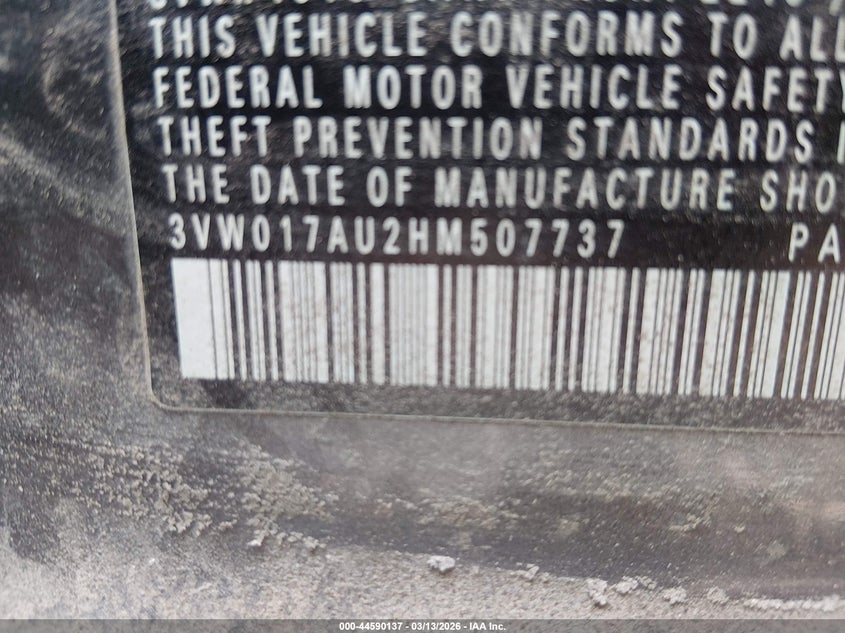 THIS VEHICLE CONFORMS TO ALL
FEDERAL MOTOR VEHICLE SAFETY
THEFT PREVENTION STANDARDS
THE DATE OF MANUFACTURE SHO
3VW017AU2HM507737 PA
000-44590137 - 03/13/2026 - IAA Inc.